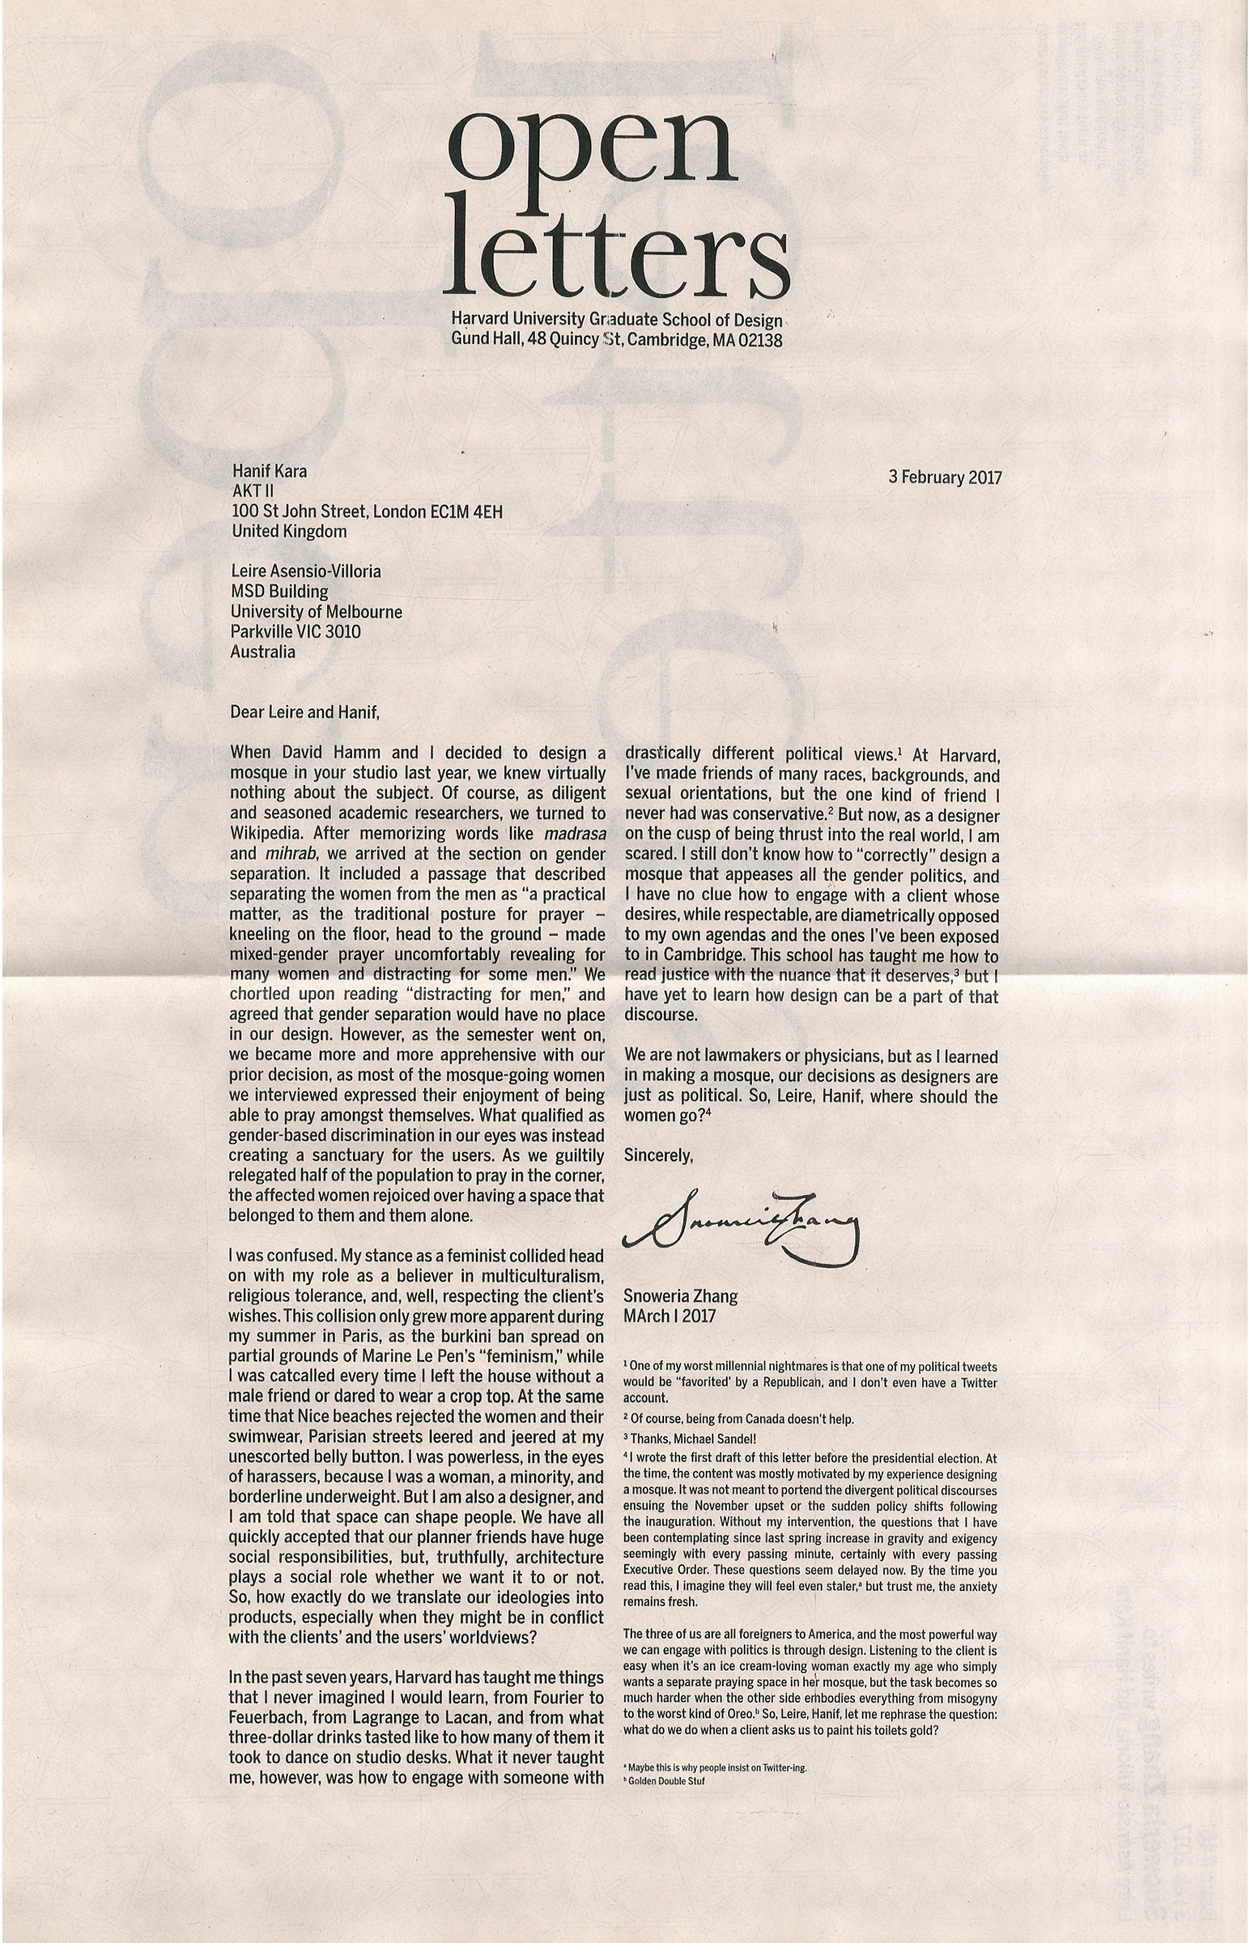 open
letters
Harvard University Graduate School of Design
Gund Hall, 48 Quincy St, Cambridge, MA 02138
Hanif Kara
AKT II
100 St John Street, London EC1M 4EH
United Kingdom
3 February 2017
Leire Asensio-Villoria
MSD Building
University of Melbourne
Parkville VIC 3010
Australia
Dear Leire and Hanif,
When David Hamm and I decided to design a
mosque in your studio last year, we knew virtually
nothing about the subject. Of course, as diligent
and seasoned academic researchers, we turned to
Wikipedia. After memorizing words like madrasa
and mihrab, we arrived at the section on gender
separation. It included a passage that described
separating the women from the men as “a practical
matter, as the traditional posture for prayer –
kneeling on the floor, head to the ground – made
mixed-gender prayer uncomfortably revealing for
many women and distracting for some men.” We
chortled upon reading “distracting for men,” and
agreed that gender separation would have no place
in our design. However, as the semester went on,
we became more and more apprehensive with our
prior decision, as most of the mosque-going women
we interviewed expressed their enjoyment of being
able to pray amongst themselves. What qualified as
gender-based discrimination in our eyes was instead
creating a sanctuary for the users. As we guiltily
relegated half of the population to pray in the corner,
the affected women rejoiced over having a space that
belonged to them and them alone.
I was confused. My stance as a feminist collided head
on with my role as a believer in multiculturalism,
religious tolerance, and, well, respecting the client’s
wishes. This collision only grew more apparent during
my summer in Paris, as the burkini ban spread on
partial grounds of Marine Le Pen’s “feminism,” while
I was catcalled every time I left the house without a
male friend or dared to wear a crop top. At the same
time that Nice beaches rejected the women and their
swimwear, Parisian streets leered and jeered at my
unescorted belly button. I was powerless, in the eyes
of harassers, because I was a woman, a minority, and
borderline underweight. But I am also a designer, and
I am told that space can shape people. We have all
quickly accepted that our planner friends have huge
social responsibilities, but, truthfully, architecture
plays a social role whether we want it to or not.
So, how exactly do we translate our ideologies into
products, especially when they might be in conflict
with the clients’ and the users’ worldviews?
In the past seven years, Harvard has taught me things
that I never imagined I would learn, from Fourier to
Feuerbach, from Lagrange to Lacan, and from what
three-dollar drinks tasted like to how many of them it
took to dance on studio desks. What it never taught
me, however, was how to engage with someone with
drastically different political views.¹ At Harvard,
I’ve made friends of many races, backgrounds, and
sexual orientations, but the one kind of friend I
never had was conservative.² But now, as a designer
on the cusp of being thrust into the real world, I am
scared. I still don’t know how to “correctly” design a
mosque that appeases all the gender politics, and
I have no clue how to engage with a client whose
desires, while respectable, are diametrically opposed
to my own agendas and the ones I’ve been exposed
to in Cambridge. This school has taught me how to
read justice with the nuance that it deserves,³ but I
have yet to learn how design can be a part of that
discourse.
We are not lawmakers or physicians, but as I learned
in making a mosque, our decisions as designers are
just as political. So, Leire, Hanif, where should the
women go?⁴
Sincerely,
Snoweria Zhang
Snoweria Zhang
MArch I 2017
¹ One of my worst millennial nightmares is that one of my political tweets
would be “favorited’ by a Republican, and I don’t even have a Twitter
account.
² Of course, being from Canada doesn’t help.
³ Thanks, Michael Sandel!
⁴ I wrote the first draft of this letter before the presidential election. At
the time, the content was mostly motivated by my experience designing
a mosque. It was not meant to portend the divergent political discourses
ensuing the November upset or the sudden policy shifts following
the inauguration. Without my intervention, the questions that I have
been contemplating since last spring increase in gravity and exigency
seemingly with every passing minute, certainly with every passing
Executive Order. These questions seem delayed now. By the time you
read this, I imagine they will feel even staler,ᵃ but trust me, the anxiety
remains fresh.
The three of us are all foreigners to America, and the most powerful way
we can engage with politics is through design. Listening to the client is
easy when it’s an ice cream-loving woman exactly my age who simply
wants a separate praying space in her mosque, but the task becomes so
much harder when the other side embodies everything from misogyny
to the worst kind of Oreo.ᵇ So, Leire, Hanif, let me rephrase the question:
what do we do when a client asks us to paint his toilets gold?
ᵃ Maybe this is why people insist on Twitter-ing.
ᵇ Golden Double Stuf